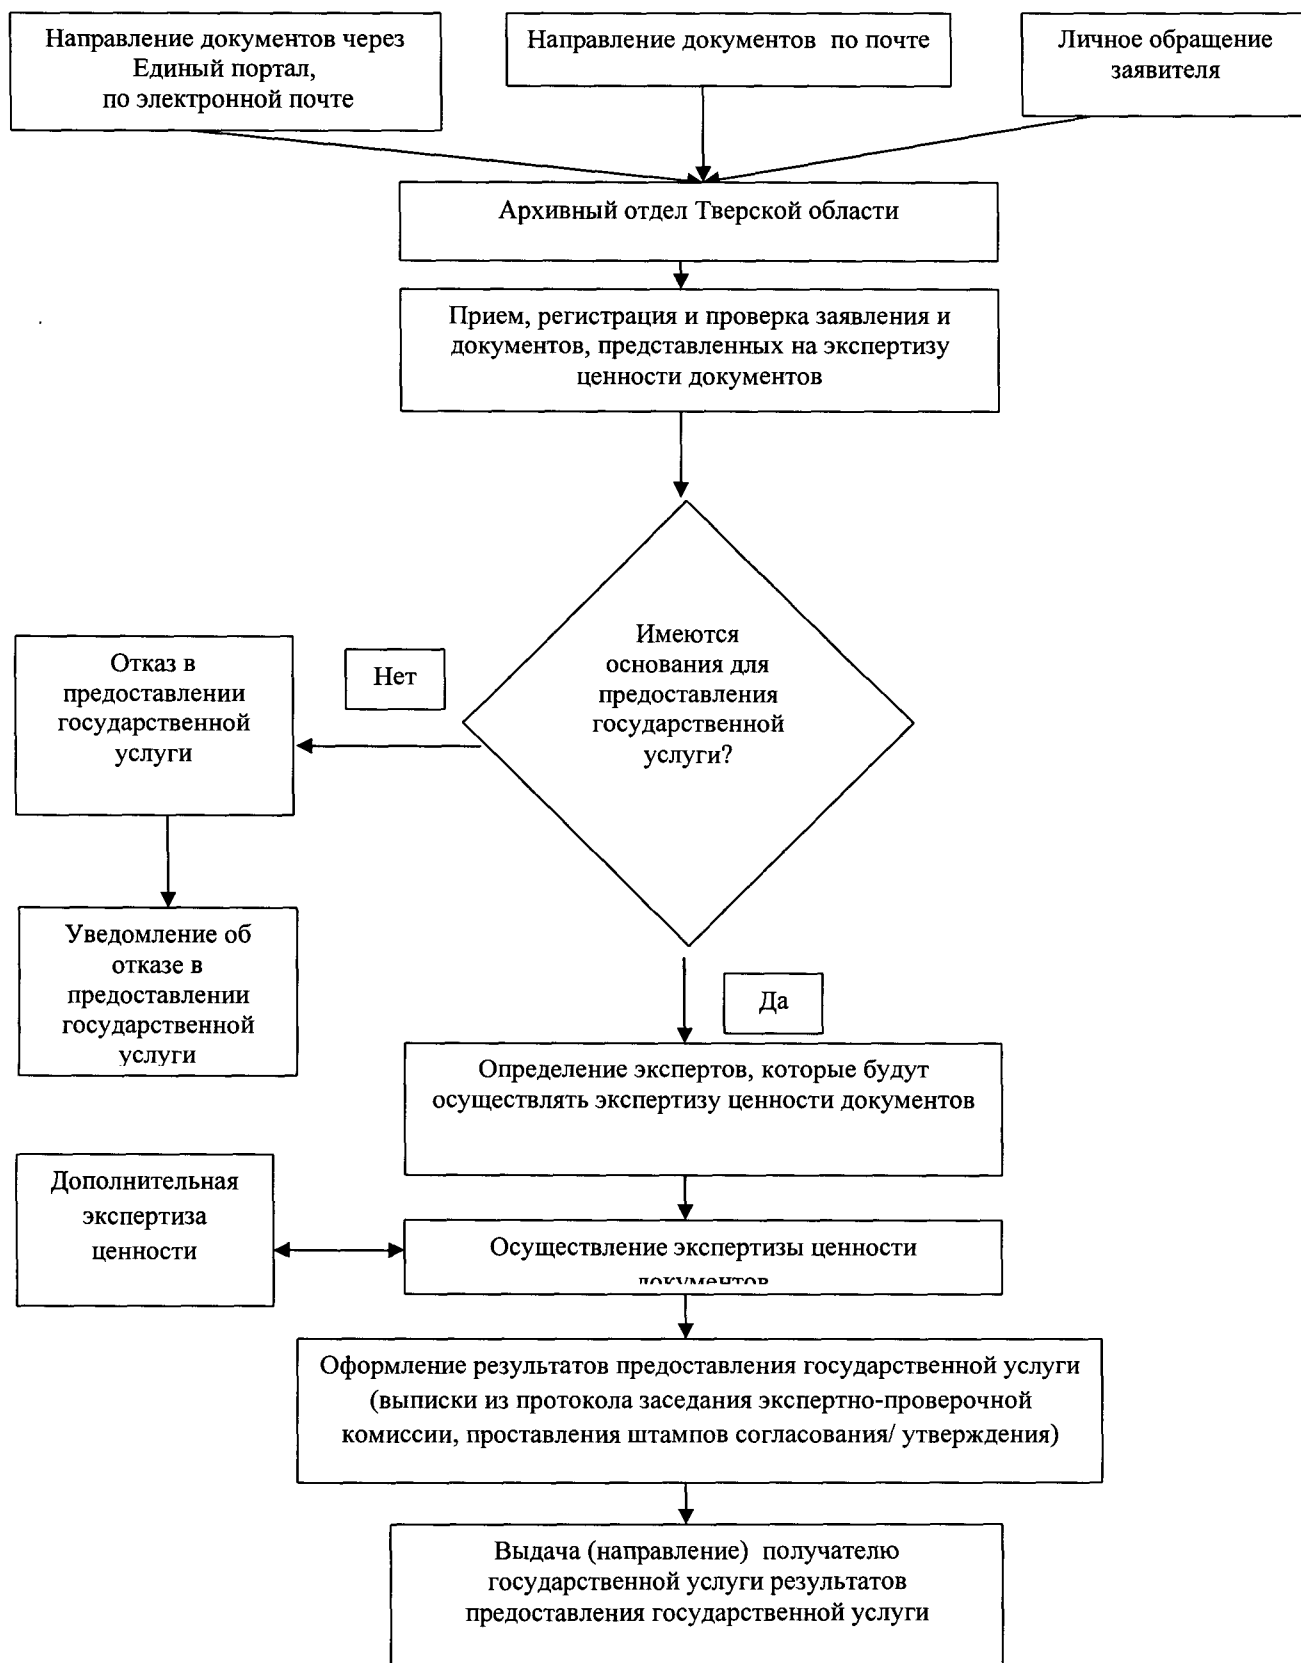 Направление документов через
Единый портал,
по электронной почте
Направление документов по почте
Личное обращение
заявителя
Архивный отдел Тверской области
Прием, регистрация и проверка заявления и
документов, представленных на экспертизу
ценности документов
Имеются
основания для
предоставления
государственной
услуги?
Нет
Отказ в
предоставлении
государственной
услуги
Уведомление об
отказе в
предоставлении
государственной
услуги
Да
Определение экспертов, которые будут
осуществлять экспертизу ценности документов
Дополнительная
экспертиза
ценности
Осуществление экспертизы ценности
документов
Оформление результатов предоставления государственной услуги
(выписки из протокола заседания экспертно-проверочной
комиссии, проставления штампов согласования/ утверждения)
Выдача (направление) получателю
государственной услуги результатов
предоставления государственной услуги